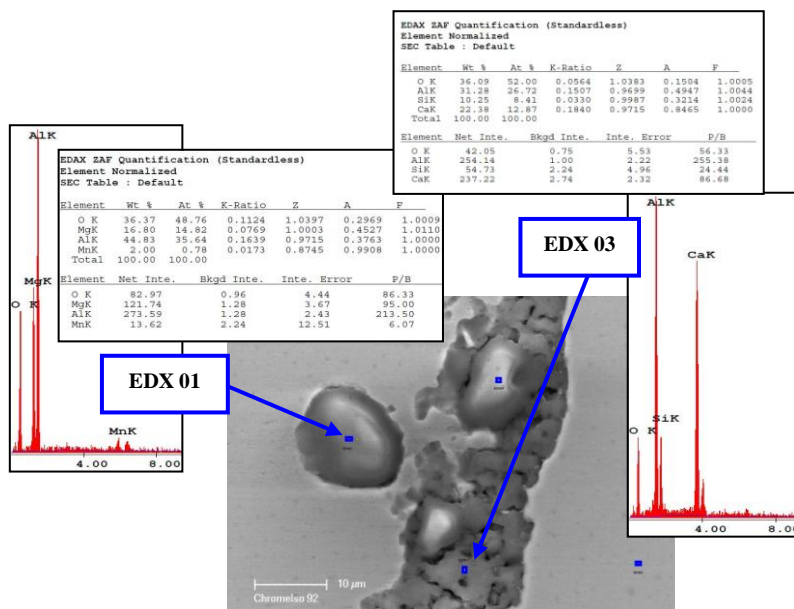 EDAX ZAF Quantification (Standardless)
Element Normalized
SEC Table : Default
Element Wt % At % K-Ratio Z A F
O K 36.09 52.00 0.0564 1.0383 0.1504 1.0005
AlK 31.28 26.72 0.1507 0.9699 0.4947 1.0044
SiK 10.25 8.41 0.0330 0.9987 0.3214 1.0024
CaK 22.38 12.87 0.1840 0.9715 0.8465 1.0000
Total 100.00 100.00
Element Net Inte. Bkgd Inte. Inte. Error P/B
O K 42.05 0.75 5.53 56.33
AlK 254.14 1.00 2.22 255.38
SiK 54.73 2.24 4.96 24.44
CaK 237.22 2.74 2.32 86.68
AlK
MgK
O K
MnK
4.00 8.00
EDAX ZAF Quantification (Standardless)
Element Normalized
SEC Table : Default
Element Wt % At % K-Ratio Z A F
O K 36.37 48.76 0.1124 1.0397 0.2969 1.0009
MgK 16.80 14.82 0.0769 1.0003 0.4527 1.0110
AlK 44.83 35.64 0.1639 0.9715 0.3763 1.0000
MnK 2.00 0.78 0.0173 0.8745 0.9908 1.0000
Total 100.00 100.00
Element Net Inte. Bkgd Inte. Inte. Error P/B
O K 82.97 0.96 4.44 86.33
MgK 121.74 1.28 3.67 95.00
AlK 273.59 1.28 2.43 213.50
MnK 13.62 2.24 12.51 6.07
EDX 01
EDX 03
AlK
CaK
SiK
O K
4.00 8.00
10 µm
Chromelso 92